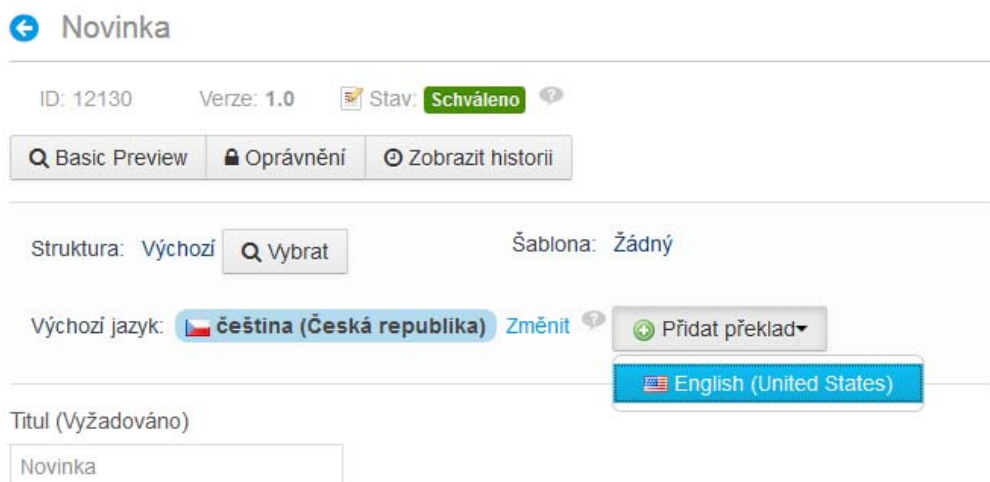 Novinka
ID: 12130 Verze: 1.0 Stav: Schváleno
Basic Preview Oprávnění Zobrazit historii
Struktura: Výchozí Vybrat Šablona: Žádný
Výchozí jazyk: čeština (Česká republika) Změnit Přidat překlad
English (United States)
Titul (Vyžadováno)
Novinka